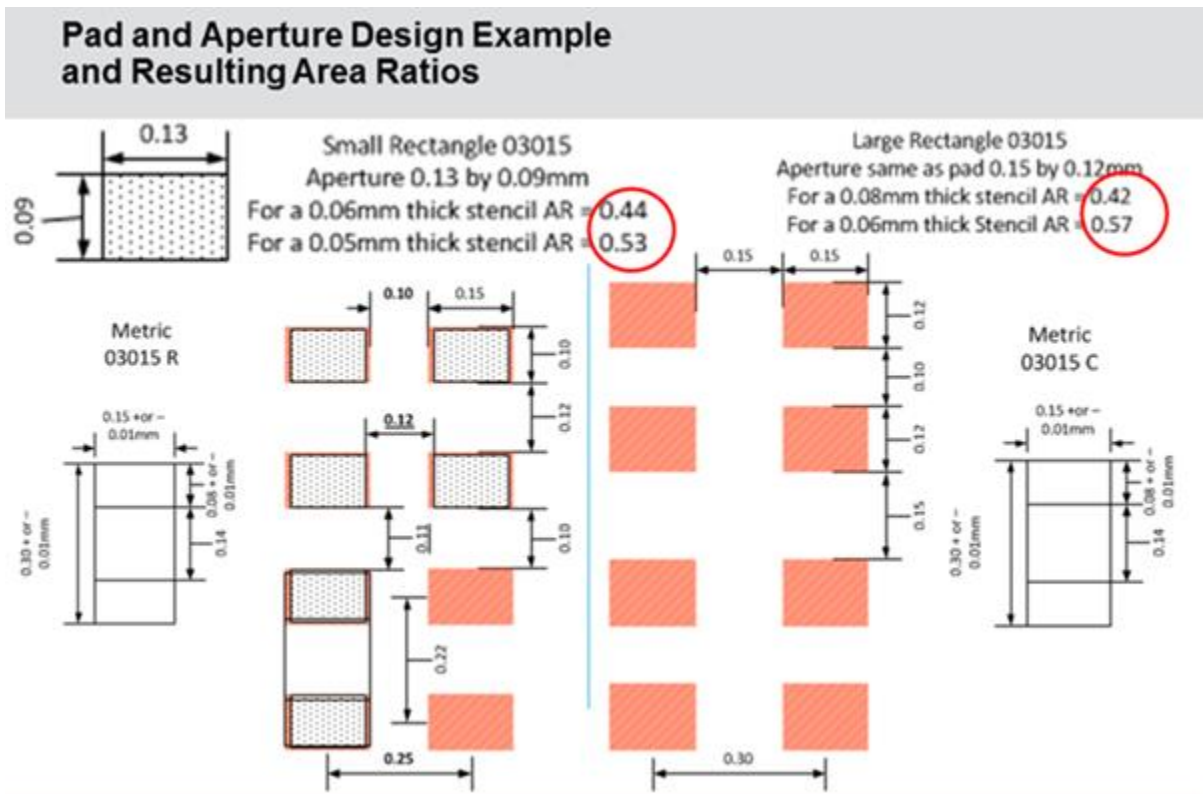 Pad and Aperture Design Example
and Resulting Area Ratios
0.13
0.09
Small Rectangle 03015
Aperture 0.13 by 0.09mm
For a 0.06mm thick stencil AR = 0.44
For a 0.05mm thick stencil AR = 0.53
Large Rectangle 03015
Aperture same as pad 0.15 by 0.12mm
For a 0.08mm thick stencil AR = 0.42
For a 0.06mm thick Stencil AR = 0.57
Metric
03015 R
0.15 +or –
0.01mm
0.30 + or –
0.01mm
0.08 + or –
0.01mm
0.14
0.10
0.15
0.10
0.12
0.12
0.11
0.10
0.22
0.25
0.15
0.15
0.12
0.10
0.12
0.15
0.30
Metric
03015 C
0.15 +or –
0.01mm
0.30 + or –
0.01mm
0.08 + or –
0.01mm
0.14